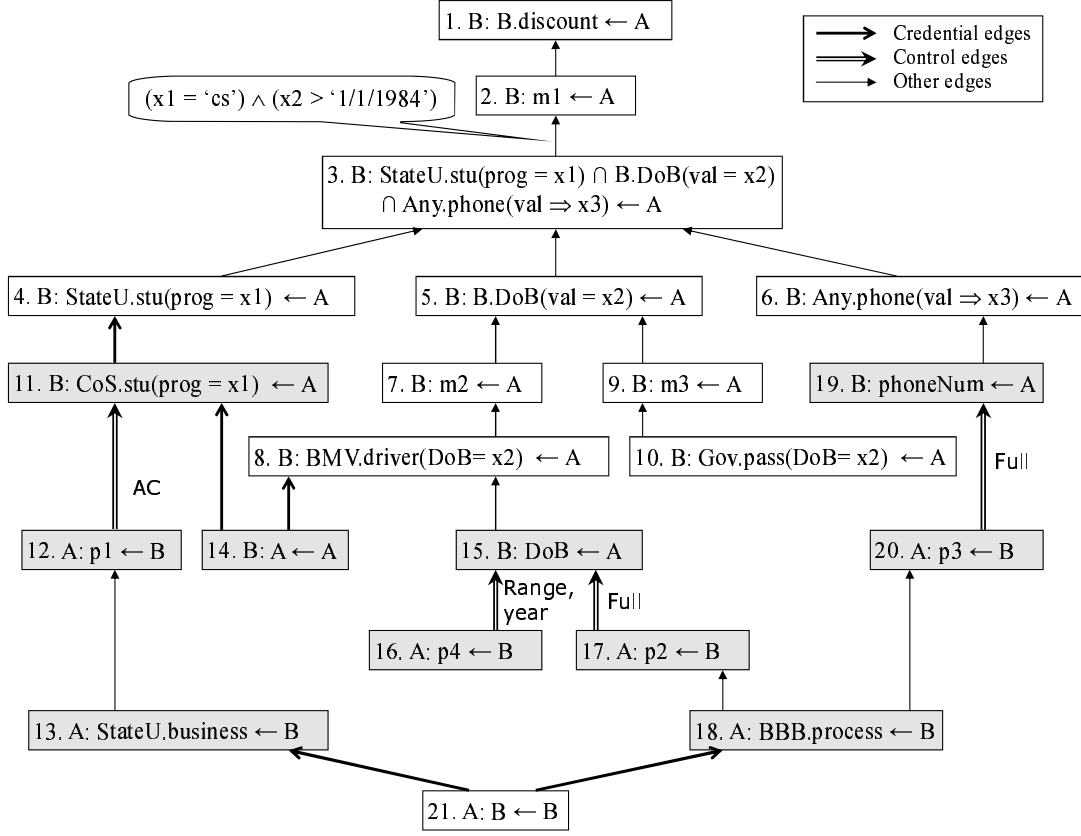 1. B: B.discount ← A
Credential edges
Control edges
Other edges
(x1 = ‘cs’) ∧ (x2 > ‘1/1/1984’)
2. B: m1 ← A
3. B: StateU.stu(prog = x1) ∩ B.DoB(val = x2)
∩ Any.phone(val ⇒ x3) ← A
4. B: StateU.stu(prog = x1) ← A
5. B: B.DoB(val = x2) ← A
6. B: Any.phone(val ⇒ x3) ← A
11. B: CoS.stu(prog = x1) ← A
7. B: m2 ← A
9. B: m3 ← A
19. B: phoneNum ← A
8. B: BMV.driver(DoB= x2) ← A
10. B: Gov.pass(DoB= x2) ← A
AC
Full
12. A: p1 ← B
14. B: A ← A
15. B: DoB ← A
20. A: p3 ← B
Range,
year
Full
16. A: p4 ← B
17. A: p2 ← B
13. A: StateU.business ← B
18. A: BBB.process ← B
21. A: B ← B